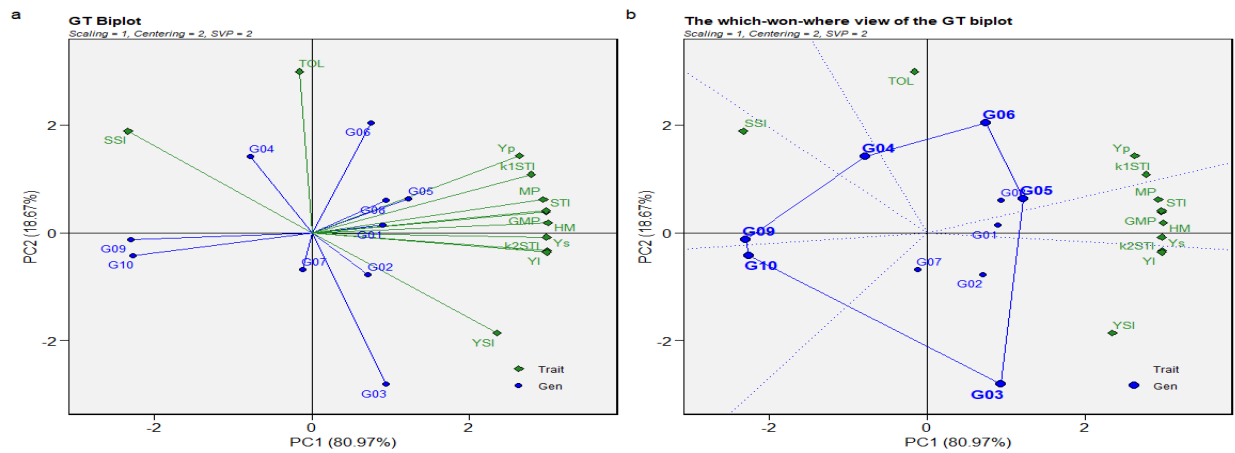 a
GT Biplot
Scaling = 1, Centering = 2, SVP = 2
TOL
SSI
G06
G04
Yp
k1STI
MP
STI
G05
G08
GMP
HM
G01
Ys
k2STI
YI
G09
G10
G07
G02
YSI
G03
Trait
Gen
2
0
-2
-2
0
2
PC2 (18.67%)
PC1 (80.97%)
b
The which-won-where view of the GT biplot
Scaling = 1, Centering = 2, SVP = 2
TOL
SSI
G06
G04
Yp
k1STI
MP
STI
G05
GMP
HM
G01
Ys
k2STI
YI
G09
G10
G07
G02
YSI
G03
Trait
Gen
2
0
-2
-2
0
2
PC2 (18.67%)
PC1 (80.97%)